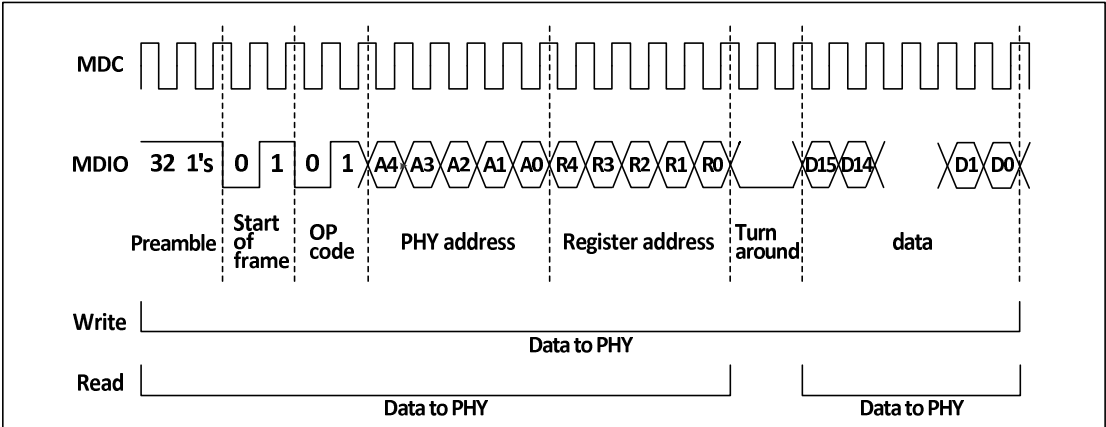 MDC
MDIO 32 1's 0 1 0 1 A4 A3 A2 A1 A0 R4 R3 R2 R1 R0 D15 D14 D1 D0
Preamble
Start
of
frame
OP
code
PHY address
Register address
Turn
around
data
Write
Data to PHY
Read
Data to PHY
Data to PHY